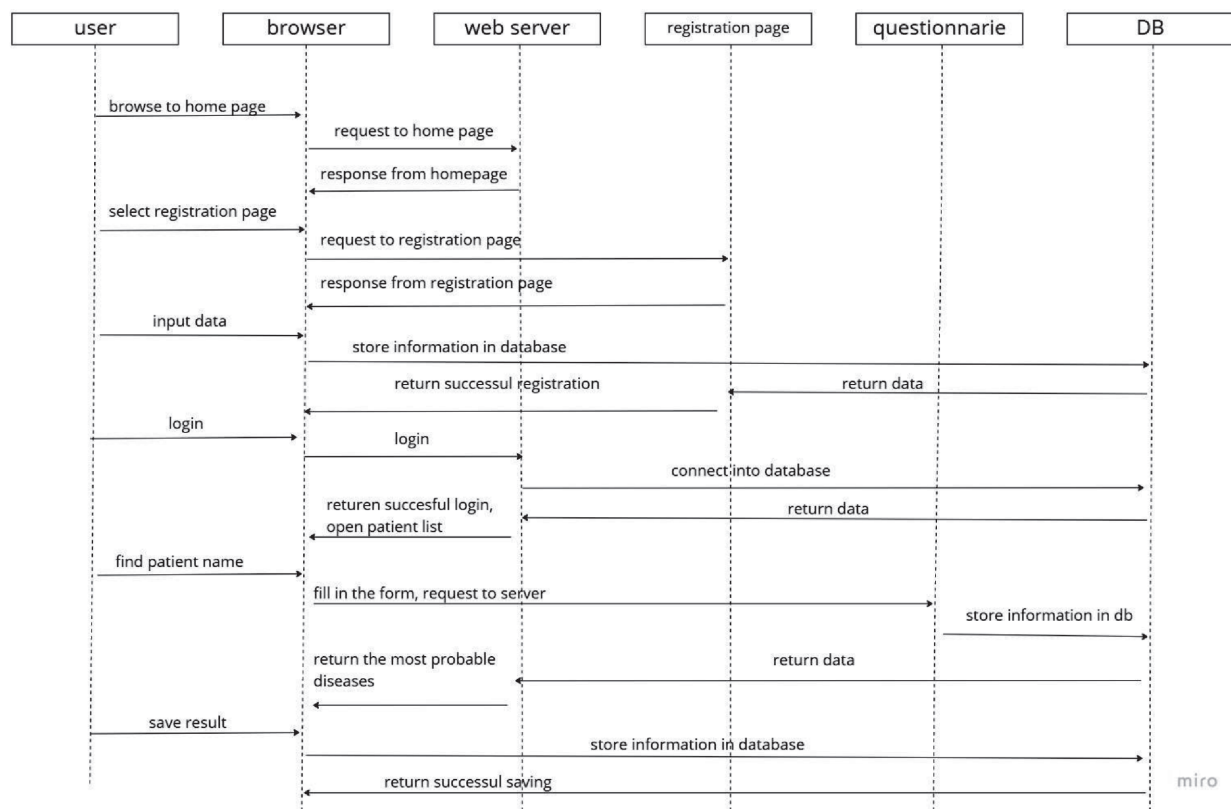 user
browser
web server
registration page
questionnarie
DB
browse to home page
request to home page
response from homepage
select registration page
request to registration page
response from registration page
input data
store information in database
return successul registration
return data
login
login
connect into database
returen succesful login,
open patient list
return data
find patient name
fill in the form, request to server
store information in db
return the most probable
diseases
return data
save result
store information in database
return successul saving
miro